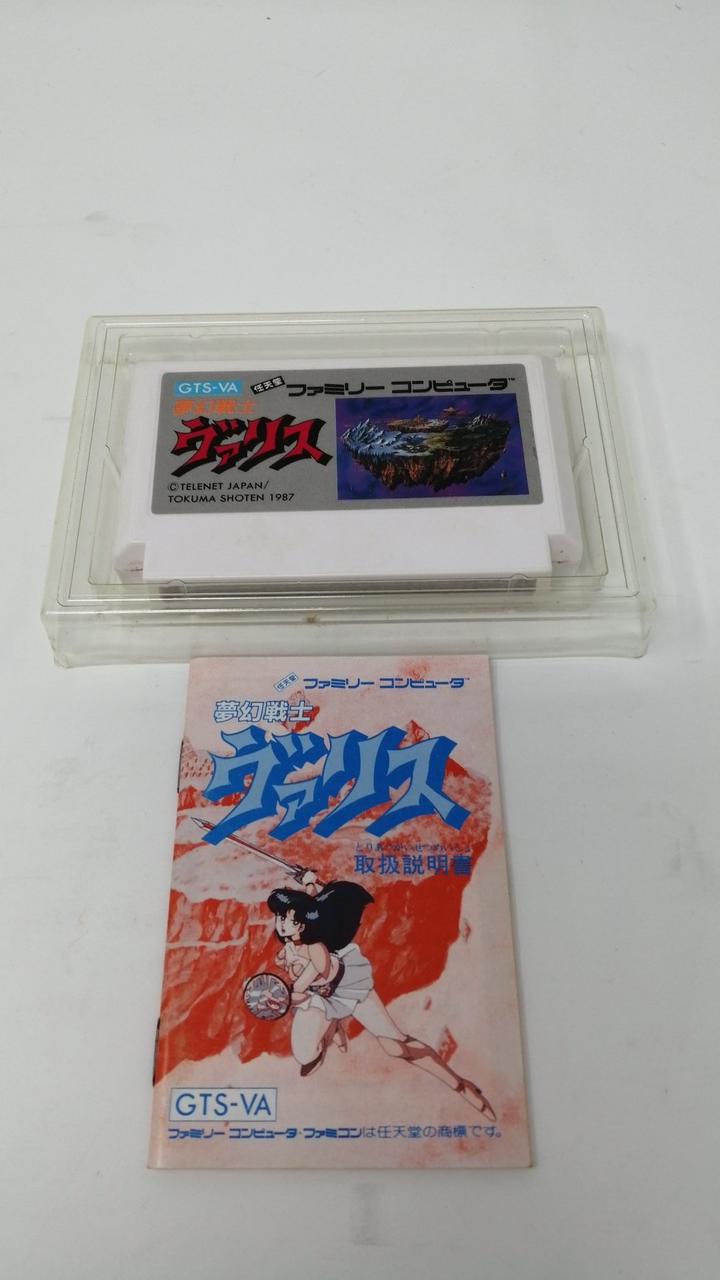 GTS-VA 任天堂 ファミリー コンピュータ™
夢幻戦士
ヴァリス
©TELENET JAPAN/
TOKUMA SHOTEN 1987
任天堂 ファミリー コンピュータ™
夢幻戦士
ヴァリス
とりあつかいせつめいしょ
取扱説明書
GTS-VA
ファミリー コンピュータ・ファミコンは任天堂の商標です。